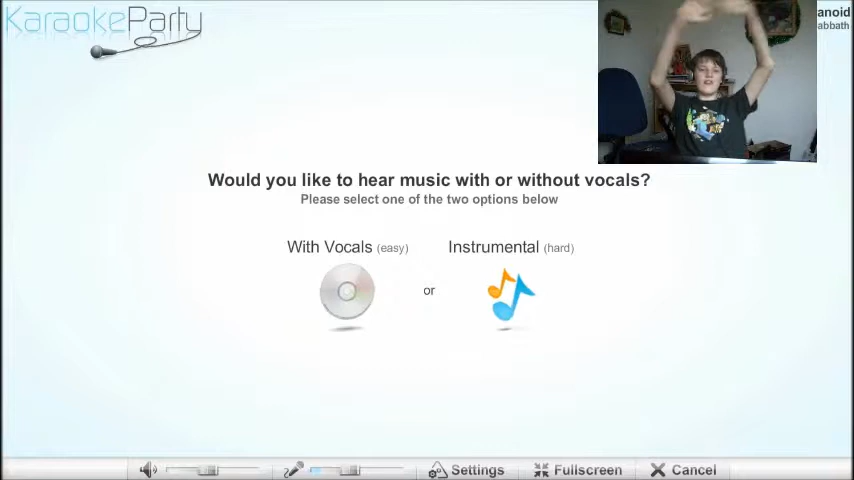 KaraokeParty
anoid
abbath
Would you like to hear music with or without vocals?
Please select one of the two options below
With Vocals (easy)
Instrumental (hard)
or
Settings
Fullscreen
Cancel